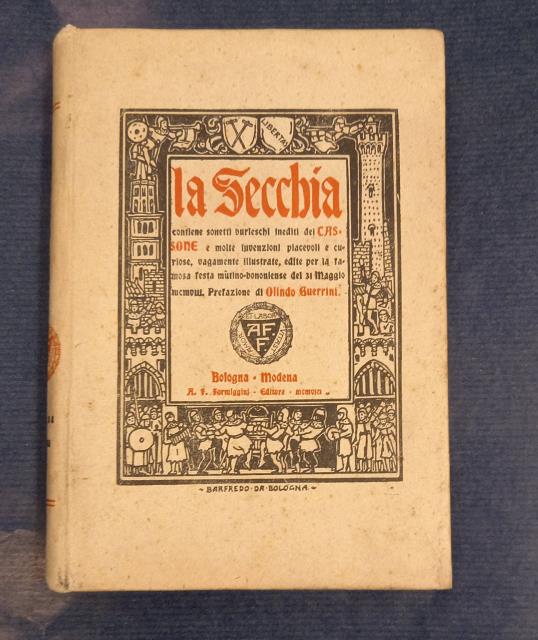 LIBERTAS
la Secchia
contiene sonetti burleschi inediti del TAS-
SONE e molte invenzioni piacevoli e cu-
riose, vagamente illustrate, edite per la fa-
mosa festa mutino-bononiense del 31 Maggio
mcmviii. Prefazione di Olindo Guerrini.
AFF
Bologna - Modena
A. F. Formiggini - Editore - mcmviii
~ BARFREDO · DA · BOLOGNA · ~